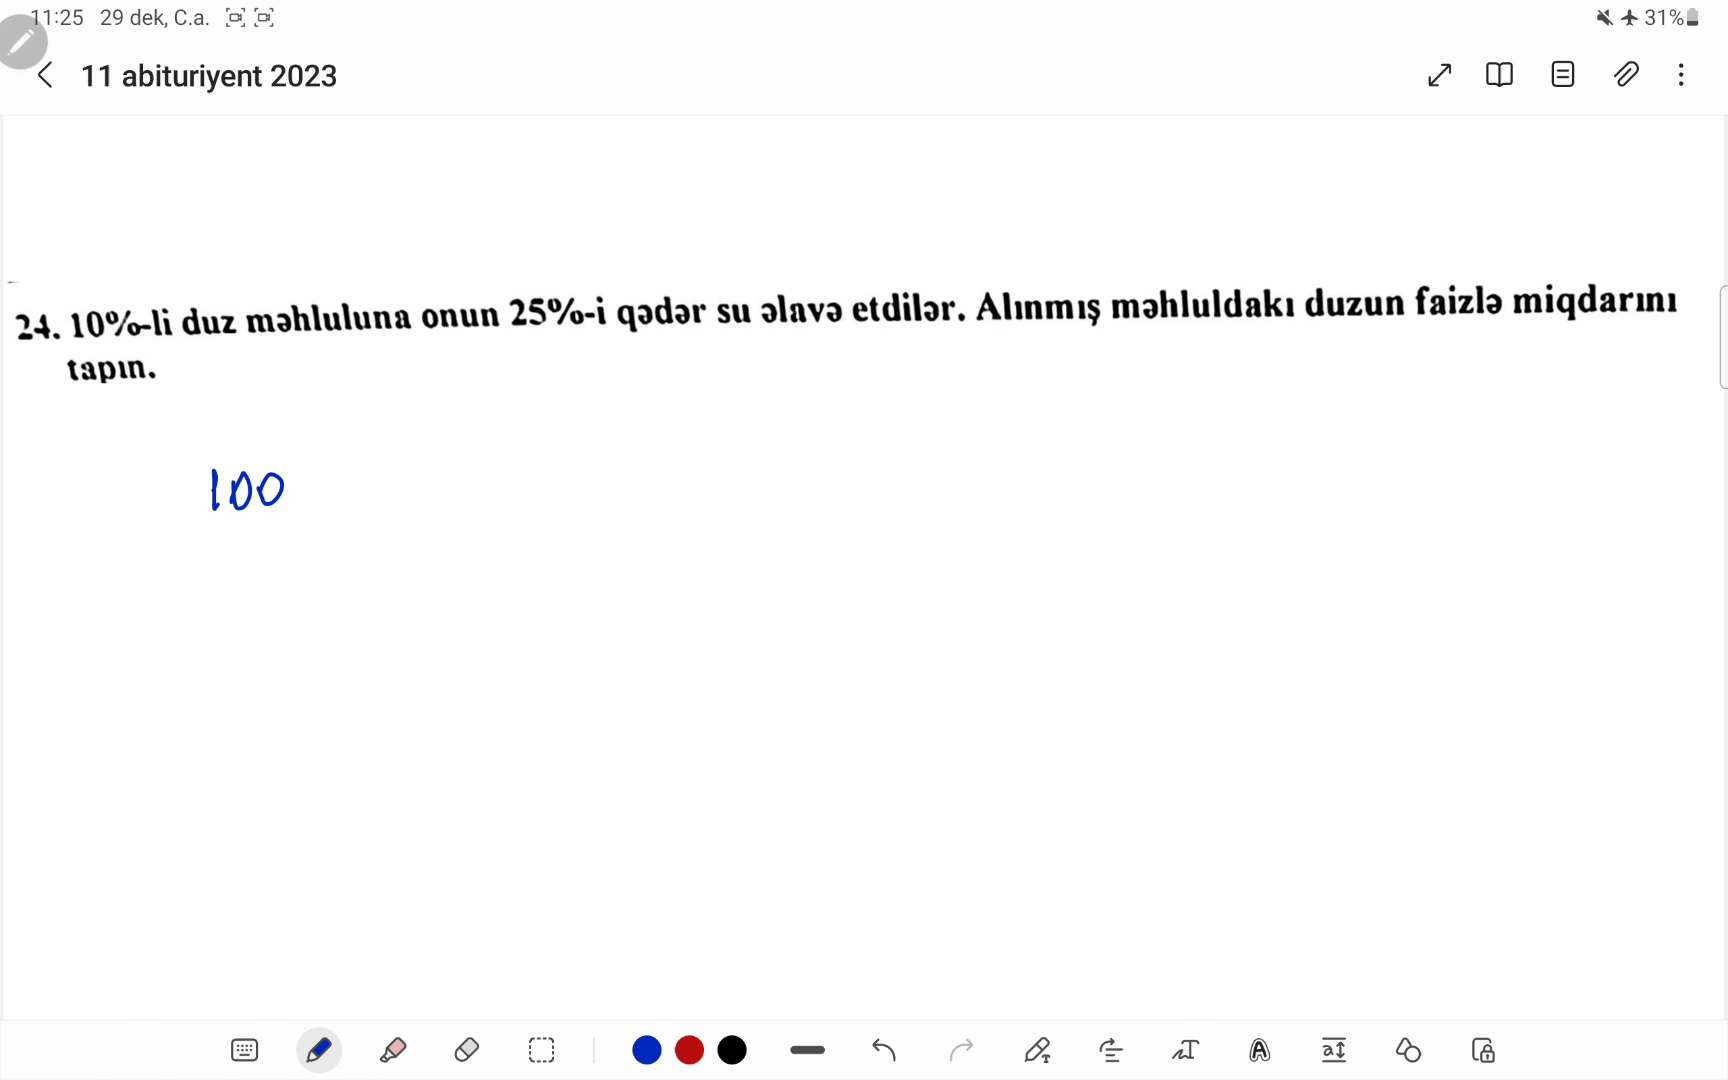 11:25 29 dek, C.a. 31%
11 abituriyent 2023
24. 10%-li duz məhluluna onun 25%-i qədər su əlavə etdilər. Alınmış məhluldakı duzun faizlə miqdarını
tapın.
100